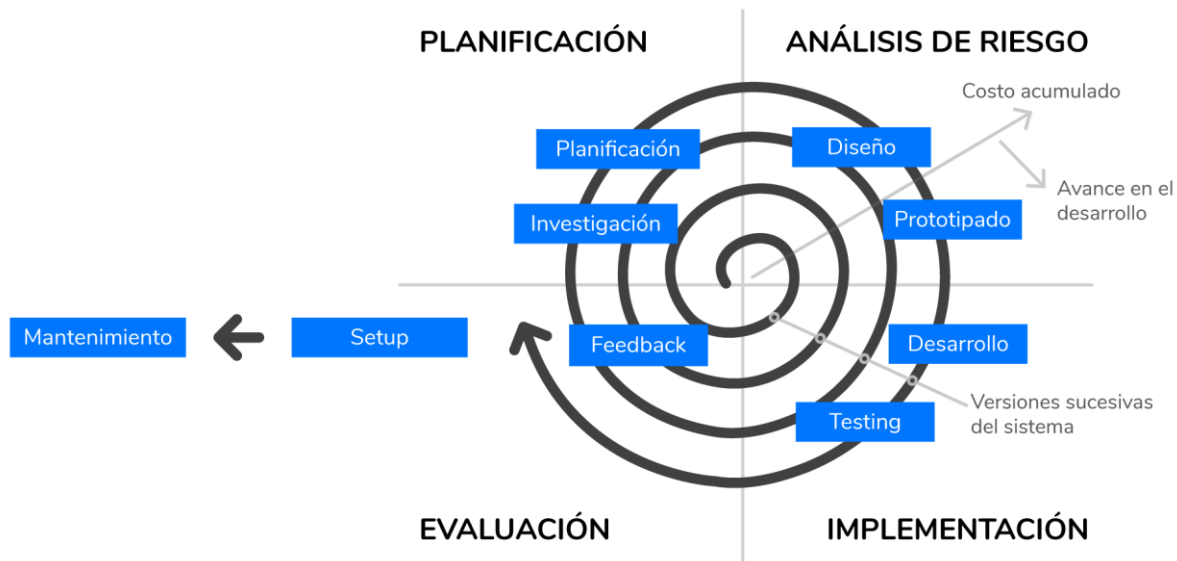 PLANIFICACIÓN
ANÁLISIS DE RIESGO
Costo acumulado
Planificación
Diseño
Avance en el
desarrollo
Investigación
Prototipado
Mantenimiento
Setup
Feedback
Desarrollo
Versiones sucesivas
del sistema
Testing
EVALUACIÓN
IMPLEMENTACIÓN